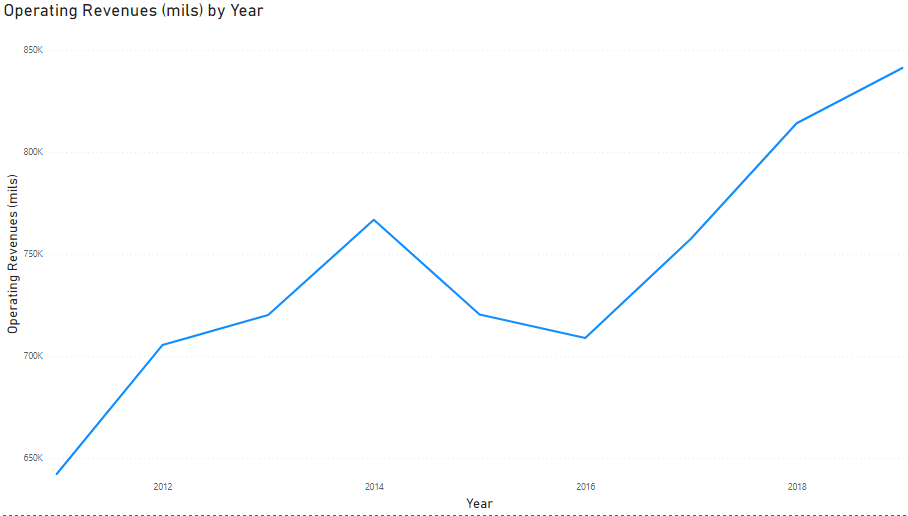 Operating Revenues (mils) by Year
850K
800K
750K
700K
650K
Operating Revenues (mils)
2012 2014 2016 2018
Year